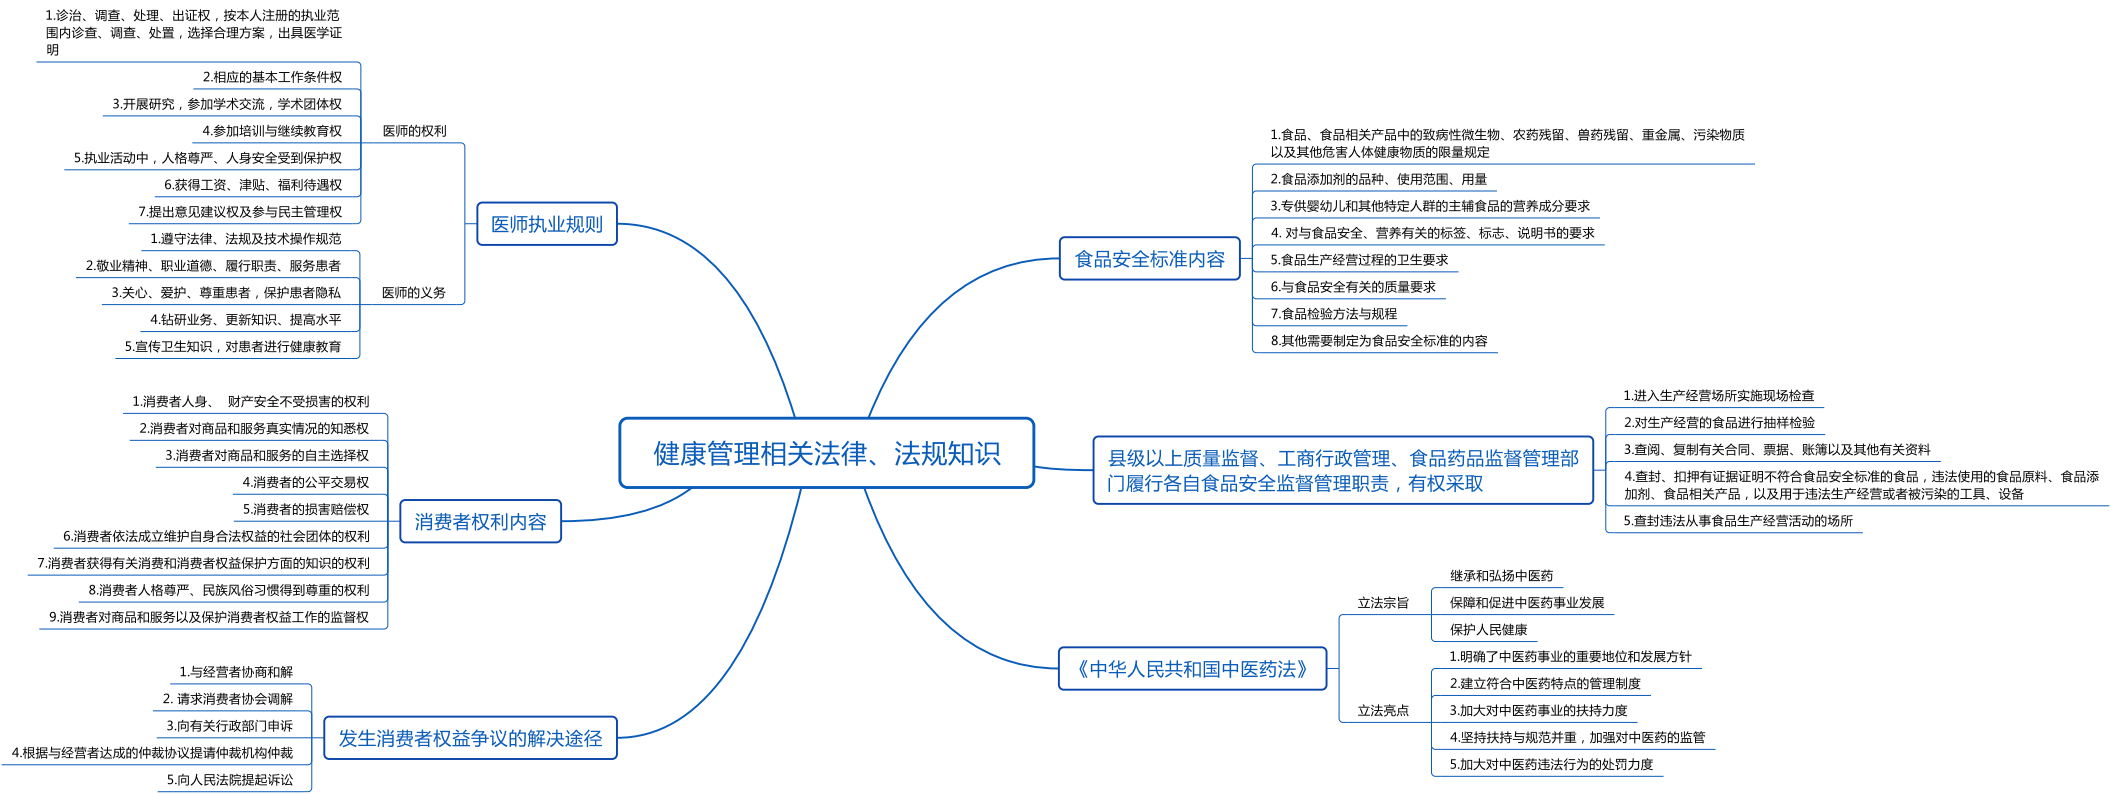 健康管理相关法律、法规知识
医师执业规则
医师的权利
1.诊治、调查、处理、出证权，按本人注册的执业范
围内诊查、调查、处置，选择合理方案，出具医学证
明
2.相应的基本工作条件权
3.开展研究，参加学术交流，学术团体权
4.参加培训与继续教育权
5.执业活动中，人格尊严、人身安全受到保护权
6.获得工资、津贴、福利待遇权
7.提出意见建议权及参与民主管理权
医师的义务
1.遵守法律、法规及技术操作规范
2.敬业精神、职业道德、履行职责、服务患者
3.关心、爱护、尊重患者，保护患者隐私
4.钻研业务、更新知识、提高水平
5.宣传卫生知识，对患者进行健康教育
消费者权利内容
1.消费者人身、 财产安全不受损害的权利
2.消费者对商品和服务真实情况的知悉权
3.消费者对商品和服务的自主选择权
4.消费者的公平交易权
5.消费者的损害赔偿权
6.消费者依法成立维护自身合法权益的社会团体的权利
7.消费者获得有关消费和消费者权益保护方面的知识的权利
8.消费者人格尊严、民族风俗习惯得到尊重的权利
9.消费者对商品和服务以及保护消费者权益工作的监督权
发生消费者权益争议的解决途径
1.与经营者协商和解
2. 请求消费者协会调解
3.向有关行政部门申诉
4.根据与经营者达成的仲裁协议提请仲裁机构仲裁
5.向人民法院提起诉讼
食品安全标准内容
1.食品、食品相关产品中的致病性微生物、农药残留、兽药残留、重金属、污染物质
以及其他危害人体健康物质的限量规定
2.食品添加剂的品种、使用范围、用量
3.专供婴幼儿和其他特定人群的主辅食品的营养成分要求
4. 对与食品安全、营养有关的标签、标志、说明书的要求
5.食品生产经营过程的卫生要求
6.与食品安全有关的质量要求
7.食品检验方法与规程
8.其他需要制定为食品安全标准的内容
县级以上质量监督、工商行政管理、食品药品监督管理部
门履行各自食品安全监督管理职责，有权采取
1.进入生产经营场所实施现场检查
2.对生产经营的食品进行抽样检验
3.查阅、复制有关合同、票据、账簿以及其他有关资料
4.查封、扣押有证据证明不符合食品安全标准的食品，违法使用的食品原料、食品添
加剂、食品相关产品，以及用于违法生产经营或者被污染的工具、设备
5.查封违法从事食品生产经营活动的场所
《中华人民共和国中医药法》
立法宗旨
继承和弘扬中医药
保障和促进中医药事业发展
保护人民健康
立法亮点
1.明确了中医药事业的重要地位和发展方针
2.建立符合中医药特点的管理制度
3.加大对中医药事业的扶持力度
4.坚持扶持与规范并重，加强对中医药的监管
5.加大对中医药违法行为的处罚力度